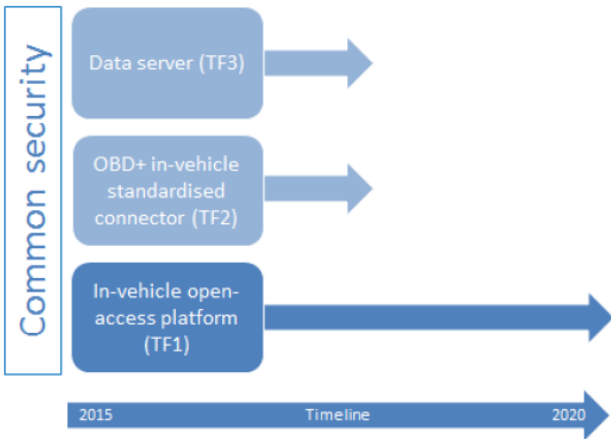 Common security
Data server (TF3)
OBD+ in-vehicle
standardised
connector (TF2)
In-vehicle open-
access platform
(TF1)
2015 Timeline 2020